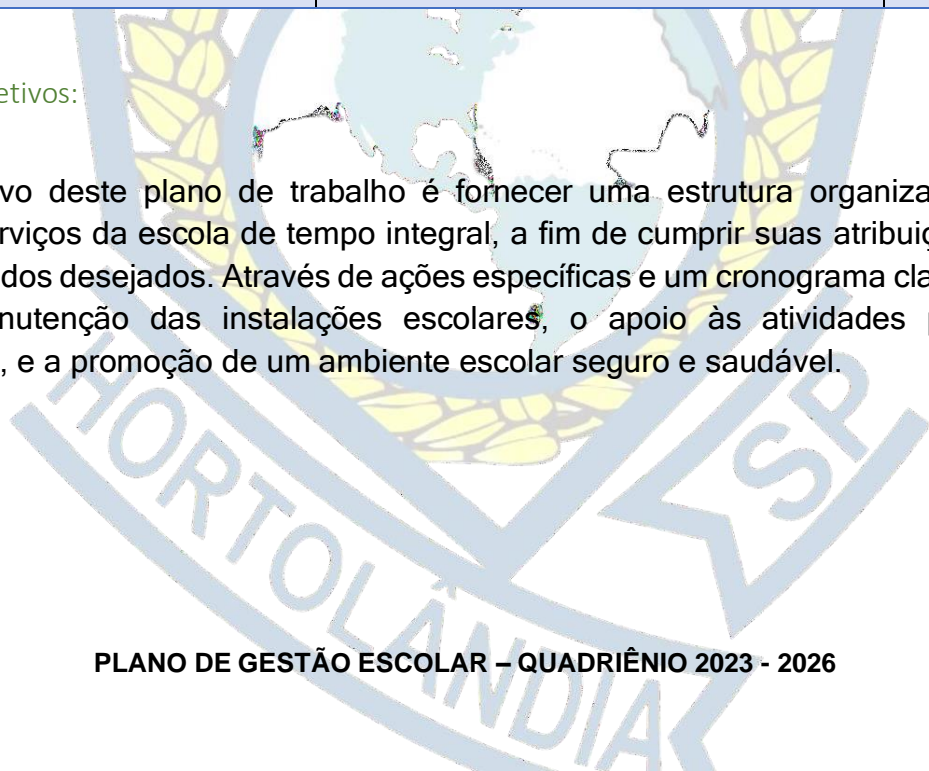 etivos:
vo deste plano de trabalho é fornecer uma estrutura organiza
rviços da escola de tempo integral, a fim de cumprir suas atribuiç
dos desejados. Através de ações específicas e um cronograma cla
nutenção das instalações escolares, o apoio às atividades p
, e a promoção de um ambiente escolar seguro e saudável.
HORTOLÂNDIA
SP
PLANO DE GESTÃO ESCOLAR – QUADRIÊNIO 2023 - 2026